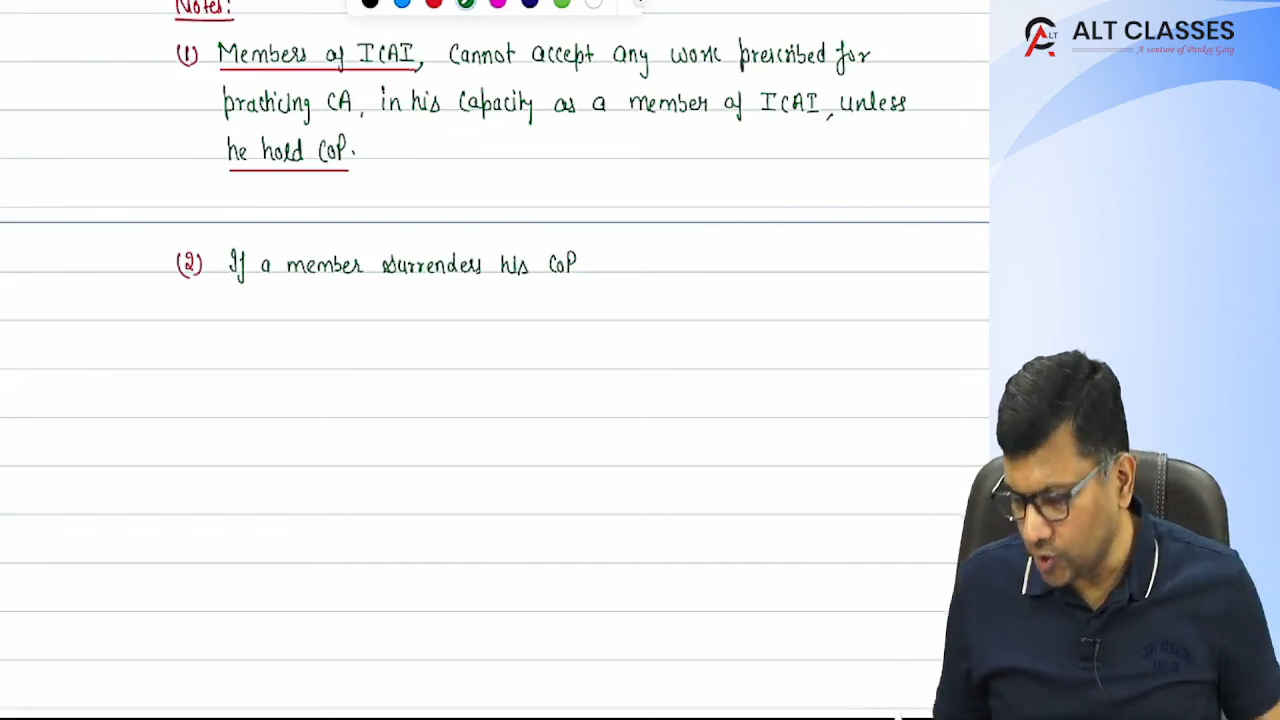 Notes:
(1) Members of ICAI, Cannot accept any work prescribed for
practicing CA, in his Capacity as a member of ICAI, unless
he hold CoP.
(2) If a member surrenders his CoP
ALT
ALT CLASSES
A venture of Pankaj Garg